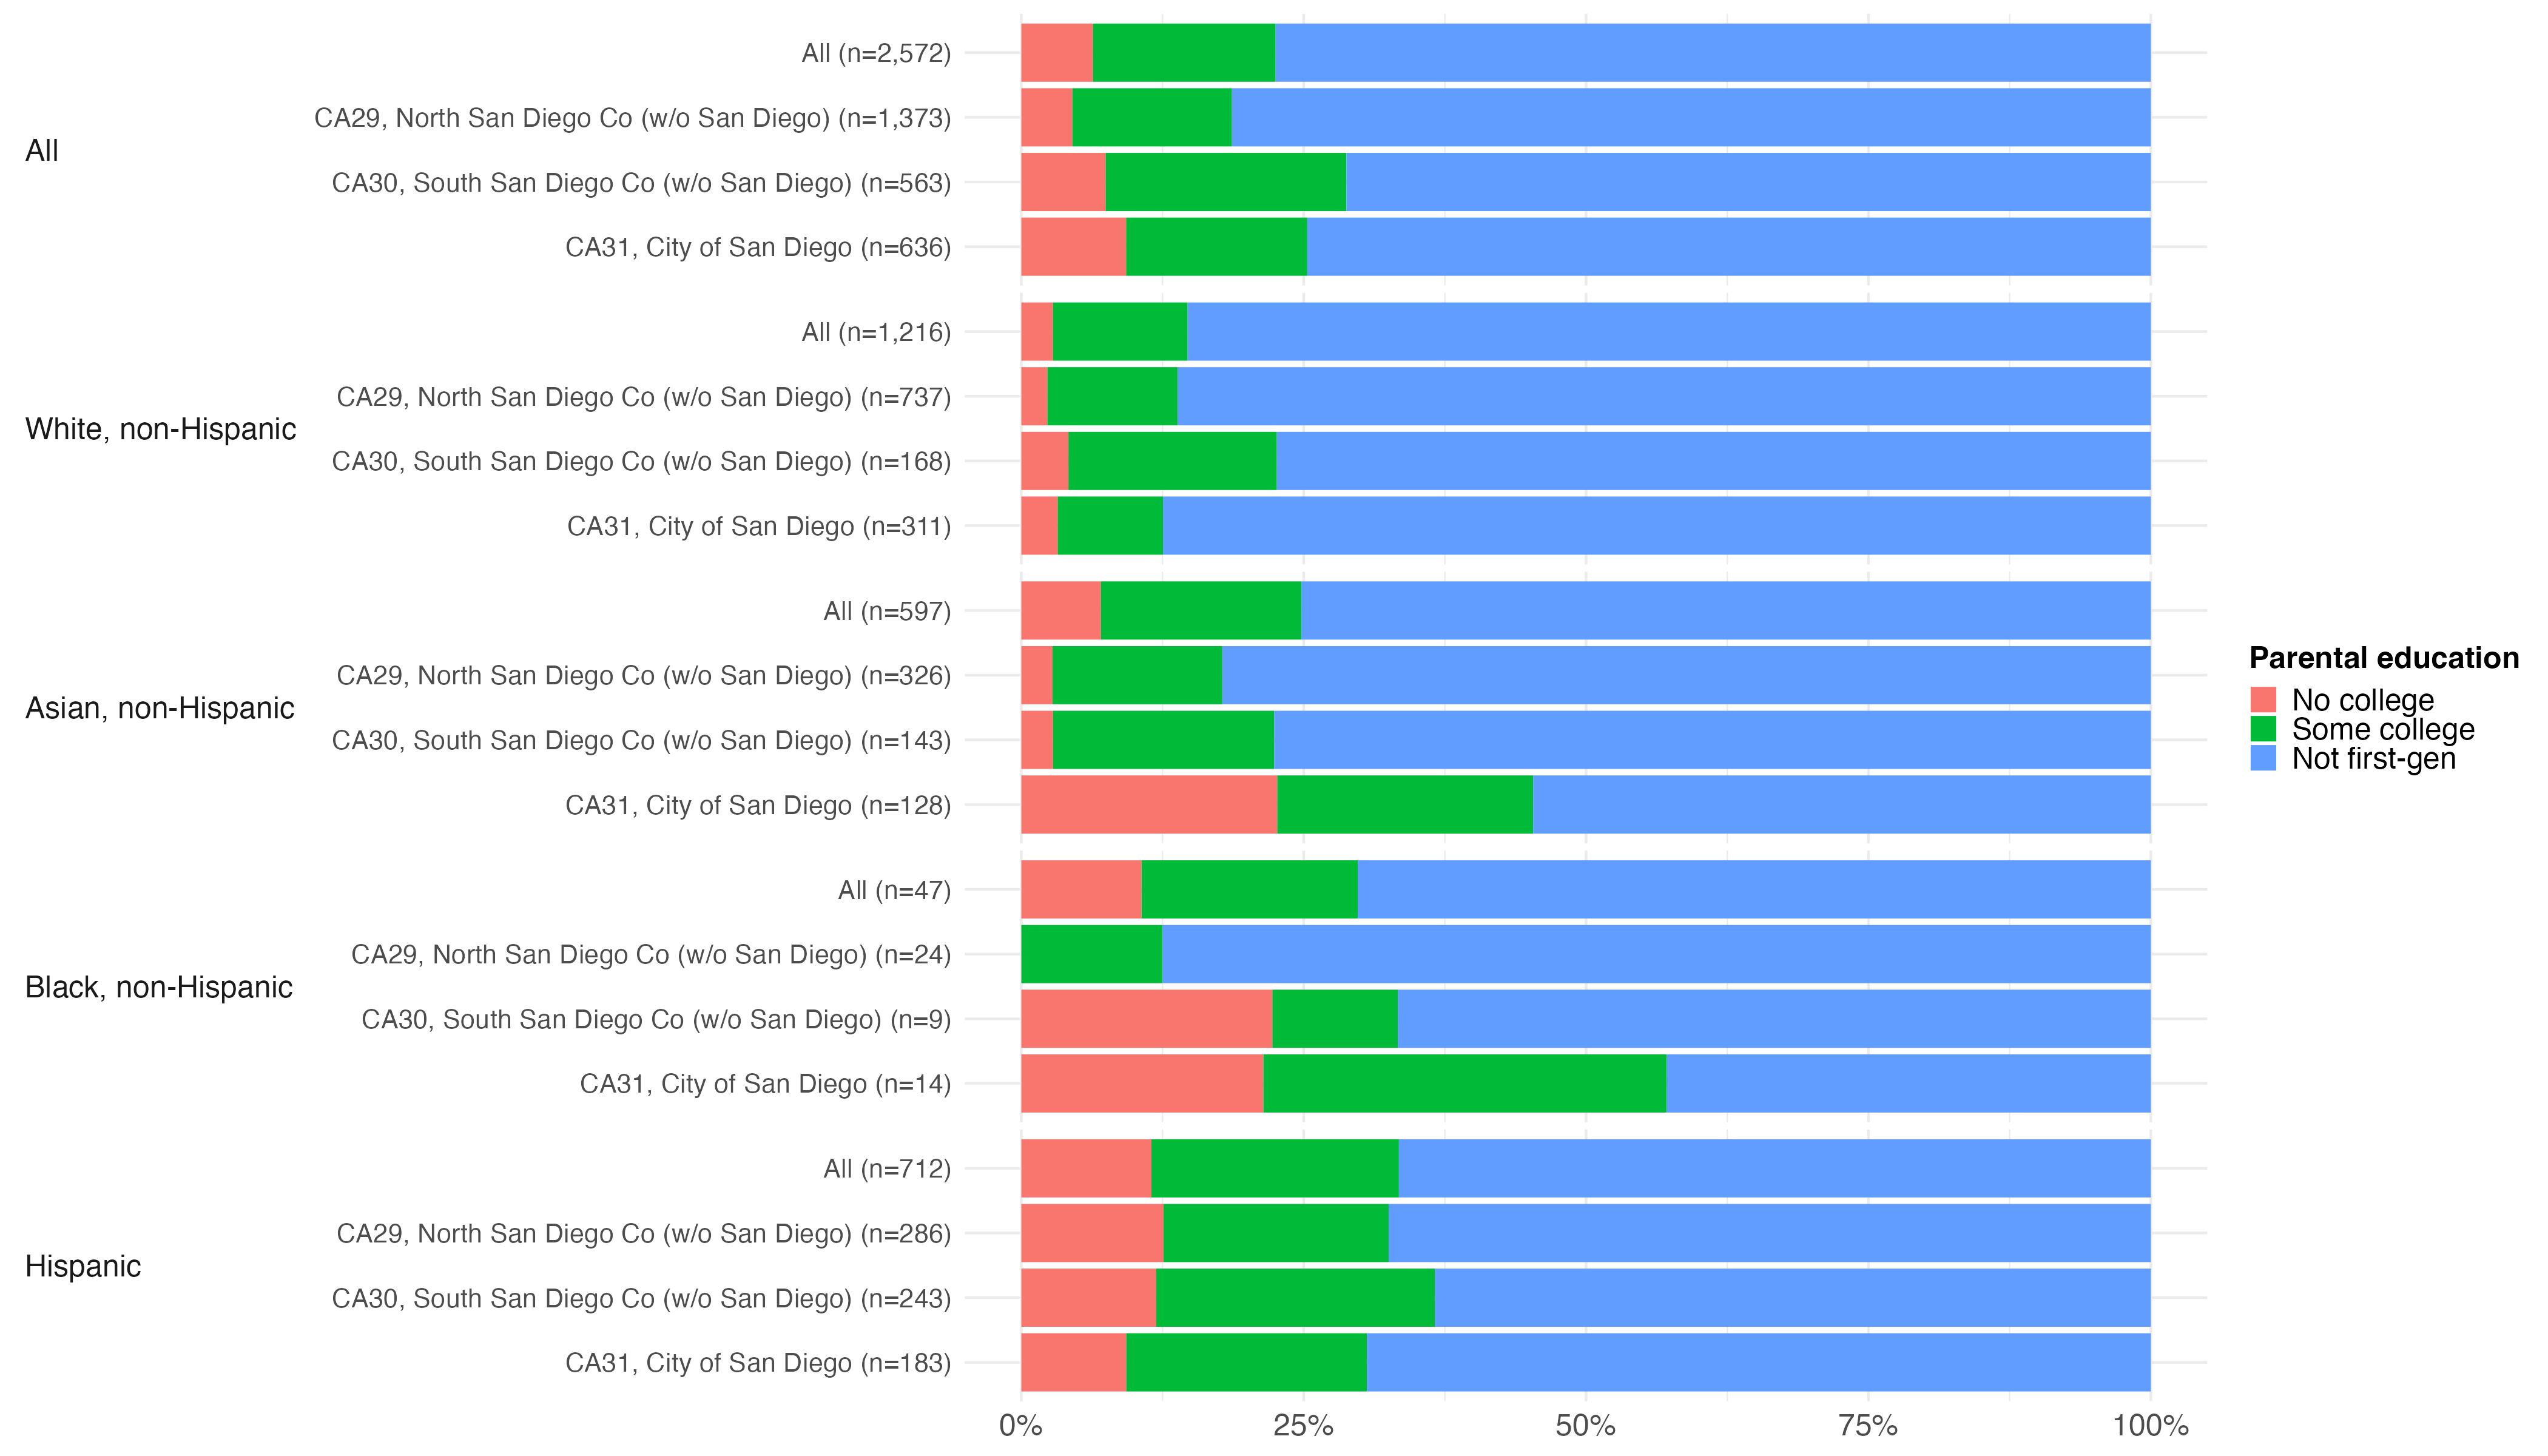 All
All (n=2,572)
CA29, North San Diego Co (w/o San Diego) (n=1,373)
CA30, South San Diego Co (w/o San Diego) (n=563)
CA31, City of San Diego (n=636)
White, non-Hispanic
All (n=1,216)
CA29, North San Diego Co (w/o San Diego) (n=737)
CA30, South San Diego Co (w/o San Diego) (n=168)
CA31, City of San Diego (n=311)
Asian, non-Hispanic
All (n=597)
CA29, North San Diego Co (w/o San Diego) (n=326)
CA30, South San Diego Co (w/o San Diego) (n=143)
CA31, City of San Diego (n=128)
Black, non-Hispanic
All (n=47)
CA29, North San Diego Co (w/o San Diego) (n=24)
CA30, South San Diego Co (w/o San Diego) (n=9)
CA31, City of San Diego (n=14)
Hispanic
All (n=712)
CA29, North San Diego Co (w/o San Diego) (n=286)
CA30, South San Diego Co (w/o San Diego) (n=243)
CA31, City of San Diego (n=183)
0% 25% 50% 75% 100%
Parental education
No college
Some college
Not first-gen